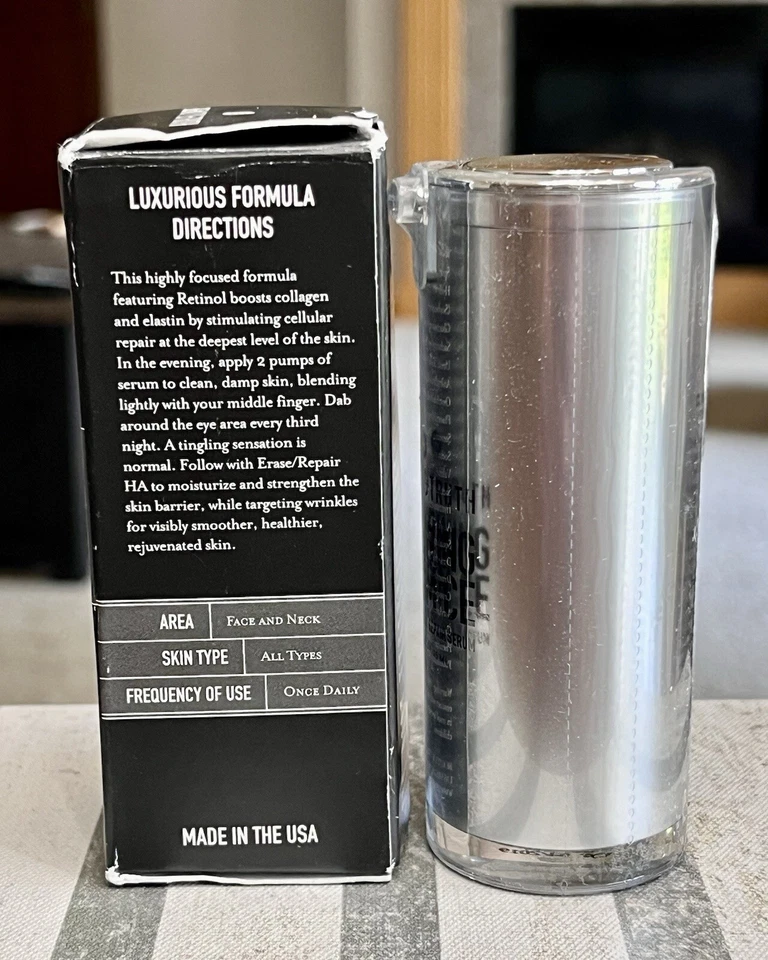 LUXURIOUS FORMULA
DIRECTIONS
This highly focused formula
featuring Retinol boosts collagen
and elastin by stimulating cellular
repair at the deepest level of the skin.
In the evening, apply 2 pumps of
serum to clean, damp skin, blending
lightly with your middle finger. Dab
around the eye area every third
night. A tingling sensation is
normal. Follow with Erase/Repair
HA to moisturize and strengthen the
skin barrier, while targeting wrinkles
for visibly smoother, healthier,
rejuvenated skin.
AREA FACE AND NECK
SKIN TYPE ALL TYPES
FREQUENCY OF USE ONCE DAILY
MADE IN THE USA
SERUM